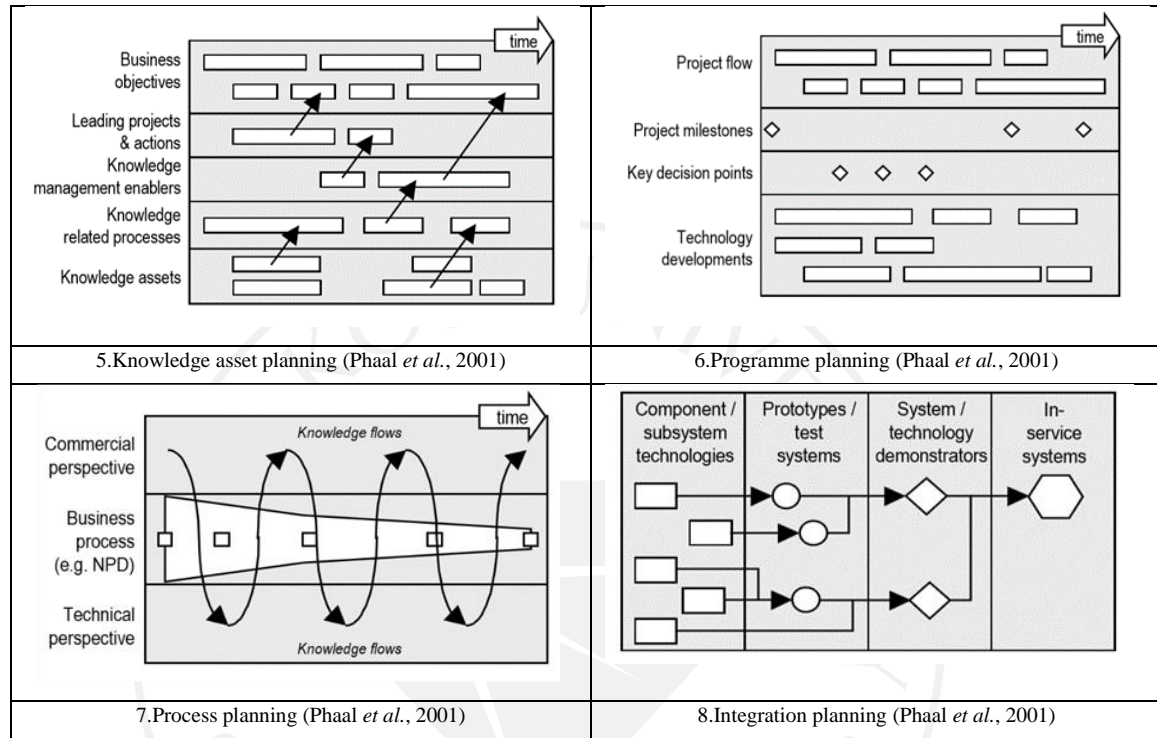 time
Business
objectives
Leading projects
& actions
Knowledge
management enablers
Knowledge
related processes
Knowledge assets
5.Knowledge asset planning (Phaal et al., 2001)
time
Project flow
Project milestones
Key decision points
Technology
developments
6.Programme planning (Phaal et al., 2001)
time
Knowledge flows
Commercial
perspective
Business
process
(e.g. NPD)
Technical
perspective
Knowledge flows
7.Process planning (Phaal et al., 2001)
Component /
subsystem
technologies
Prototypes /
test
systems
System /
technology
demonstrators
In-
service
systems
8.Integration planning (Phaal et al., 2001)